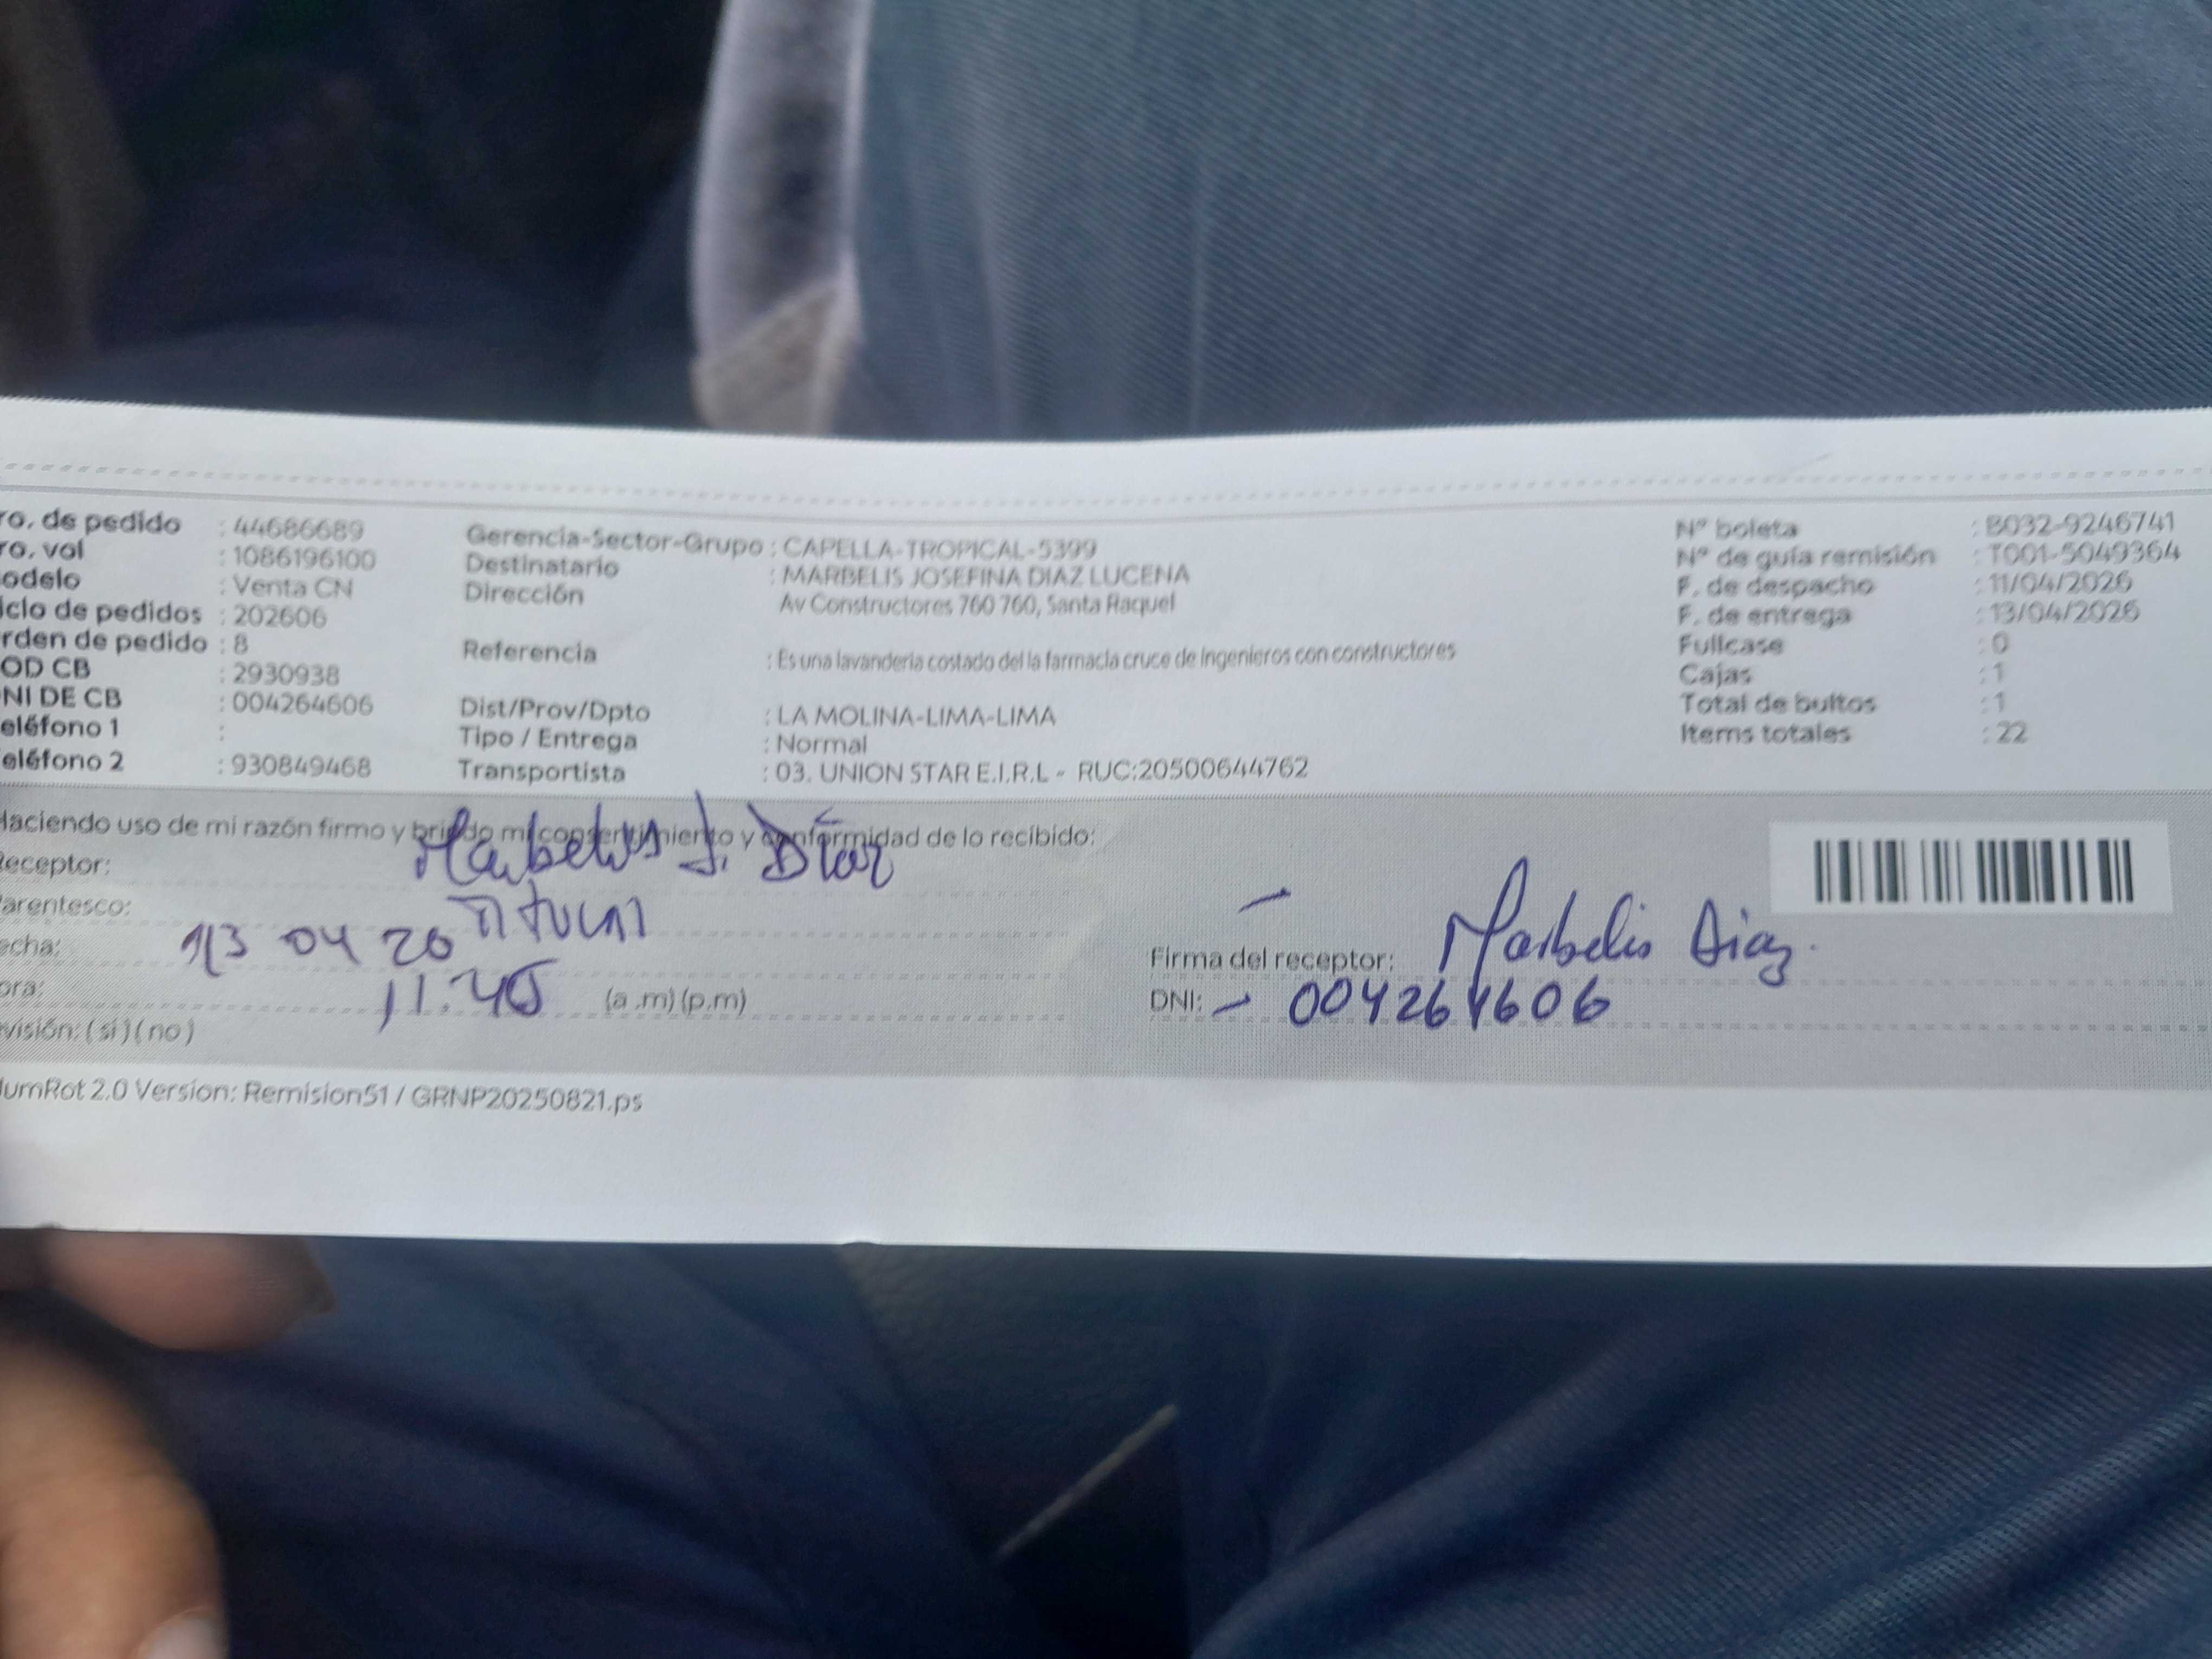 ro. de pedido : 44686689
ro. vol : 1086196100
odelo : Venta CN
iclo de pedidos : 202606
rden de pedido : 8
OD CB : 2930938
NI DE CB : 004264606
eléfono 1 :
eléfono 2 : 930849468
Gerencia-Sector-Grupo : CAPELLA-TROPICAL-5399
Destinatario : MARBELIS JOSEFINA DIAZ LUCENA
Dirección Av Constructores 760 760, Santa Raquel
Referencia : Es una lavandería costado del la farmacia cruce de Ingenieros con constructores
Dist/Prov/Dpto : LA MOLINA-LIMA-LIMA
Tipo / Entrega : Normal
Transportista : 03. UNION STAR E.I.R.L - RUC:20500644762
Nº boleta : B032-9246741
Nº de guía remisión : T001-5049364
F. de despacho : 11/04/2026
F. de entrega : 13/04/2026
Fullcase : 0
Cajas : 1
Total de bultos : 1
Items totales : 22
Haciendo uso de mi razón firmo y brindo mi consentimiento y conformidad de lo recibido:
Receptor: Marbelis J. Díaz
Parentesco: Titular
echa: 13 04 26
ora: 11:45 (a .m) (p.m)
visión: ( si ) ( no )
Firma del receptor: Marbelis Diaz.
DNI: - 004264606
umRot 2.0 Version: Remision51 / GRNP20250821.ps